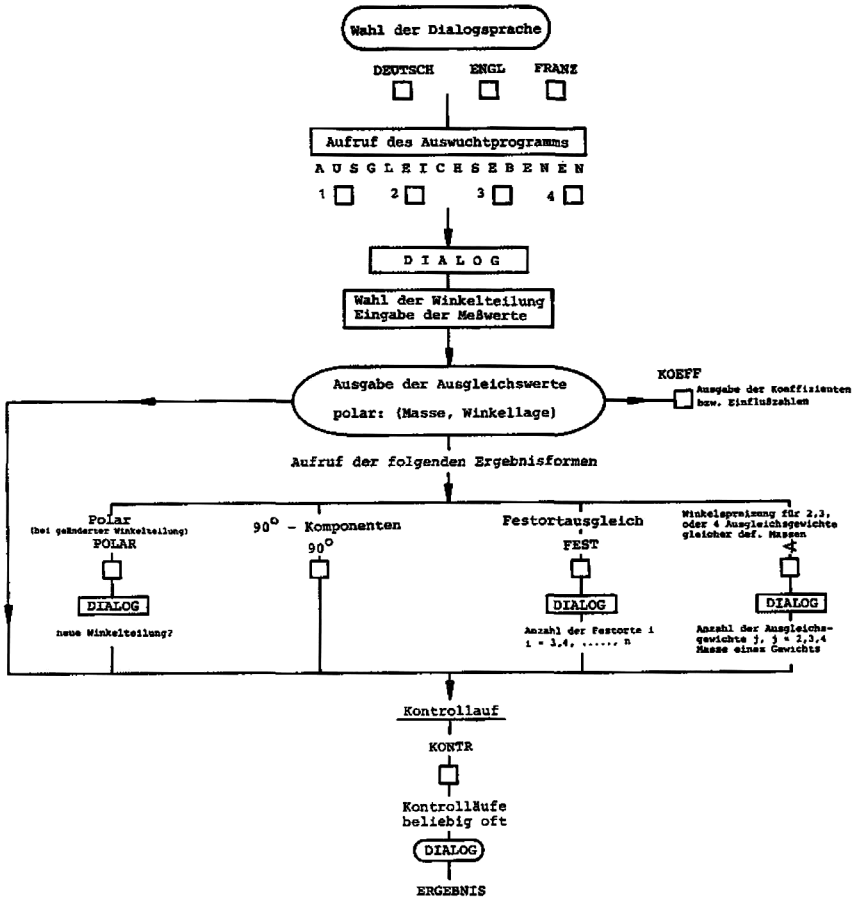 Wahl der Dialogsprache
DEUTSCH ENGL FRANZ
Aufruf des Auswuchtprogramms
A U S G L E I C H S E B E N E N
1 2 3 4
D I A L O G
Wahl der Winkelteilung
Eingabe der Meßwerte
Ausgabe der Ausgleichswerte
polar: (Masse, Winkellage)
KOEFF
Ausgabe der Koeffizienten
bzw. Einflußzahlen
Aufruf der folgenden Ergebnisformen
Polar
(bei geänderter Winkelteilung)
POLAR
DIALOG
neue Winkelteilung?
90° - Komponenten
90°
Festortausgleich
FEST
DIALOG
Anzahl der Festorte i
i = 3,4, ....., n
Winkelspreizung für 2,3,
oder 4 Ausgleichsgewichte
gleicher def. Massen
DIALOG
Anzahl der Ausgleichs-
gewichte j, j = 2,3,4
Masse eines Gewichts
Kontrollauf
KONTR
Kontrolläufe
beliebig oft
DIALOG
ERGEBNIS